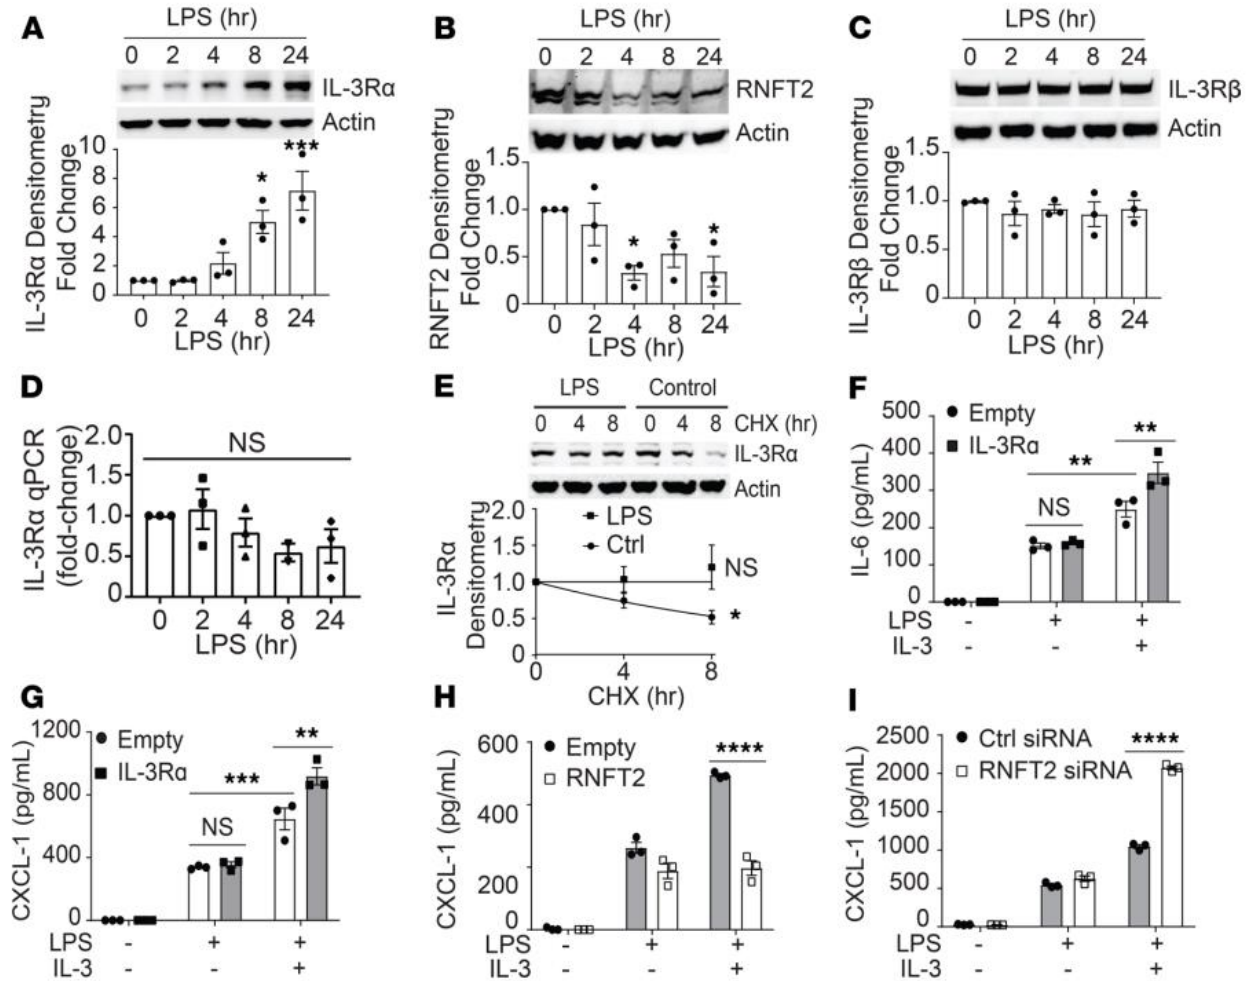 A
LPS (hr)
0 2 4 8 24
IL-3Rα
Actin
IL-3Rα Densitometry
Fold Change
10
8
6
4
2
0
*
***
0 2 4 8 24
LPS (hr)
B
LPS (hr)
0 2 4 8 24
RNFT2
Actin
RNFT2 Densitometry
Fold Change
1.5
1.0
0.5
0
*
*
0 2 4 8 24
LPS (hr)
C
LPS (hr)
0 2 4 8 24
IL-3Rβ
Actin
IL-3Rβ Densitometry
Fold Change
1.5
1.0
0.5
0
0 2 4 8 24
LPS (hr)
D
IL-3Rα qPCR
(fold-change)
2.0
1.5
1.0
0.5
0
NS
0 2 4 8 24
LPS (hr)
E
LPS Control
0 4 8 0 4 8 CHX (hr)
IL-3Rα
Actin
IL-3Rα
Densitometry
2.0
1.5
1.0
0.5
0
LPS
Ctrl
NS
*
0 4 8
CHX (hr)
F
IL-6 (pg/mL)
500
400
300
200
100
0
Empty
IL-3Rα
NS
**
**
LPS - + +
IL-3 - - +
G
CXCL-1 (pg/mL)
1200
800
400
0
Empty
IL-3Rα
NS
***
**
LPS - + +
IL-3 - - +
H
CXCL-1 (pg/mL)
600
400
200
0
Empty
RNFT2
****
LPS - + +
IL-3 - - +
I
CXCL-1 (pg/mL)
2500
2000
1500
1000
500
0
Ctrl siRNA
RNFT2 siRNA
****
LPS - + +
IL-3 - - +